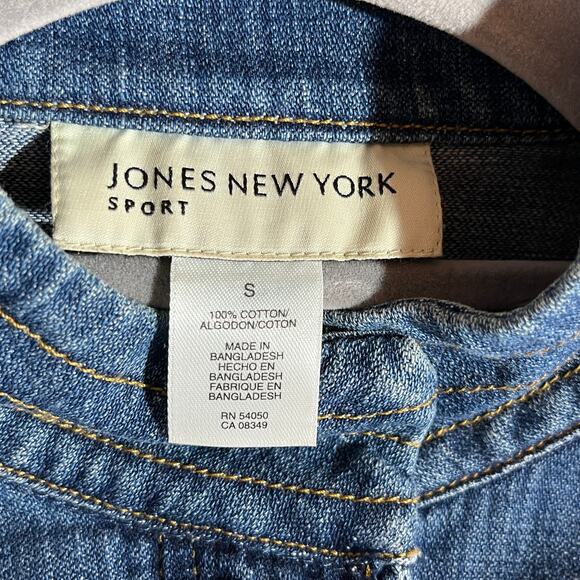 JONES NEW YORK
SPORT
S
100% COTTON/
ALGODON/COTON
MADE IN
BANGLADESH
HECHO EN
BANGLADESH
FABRIQUE EN
BANGLADESH
RN 54050
CA 08349